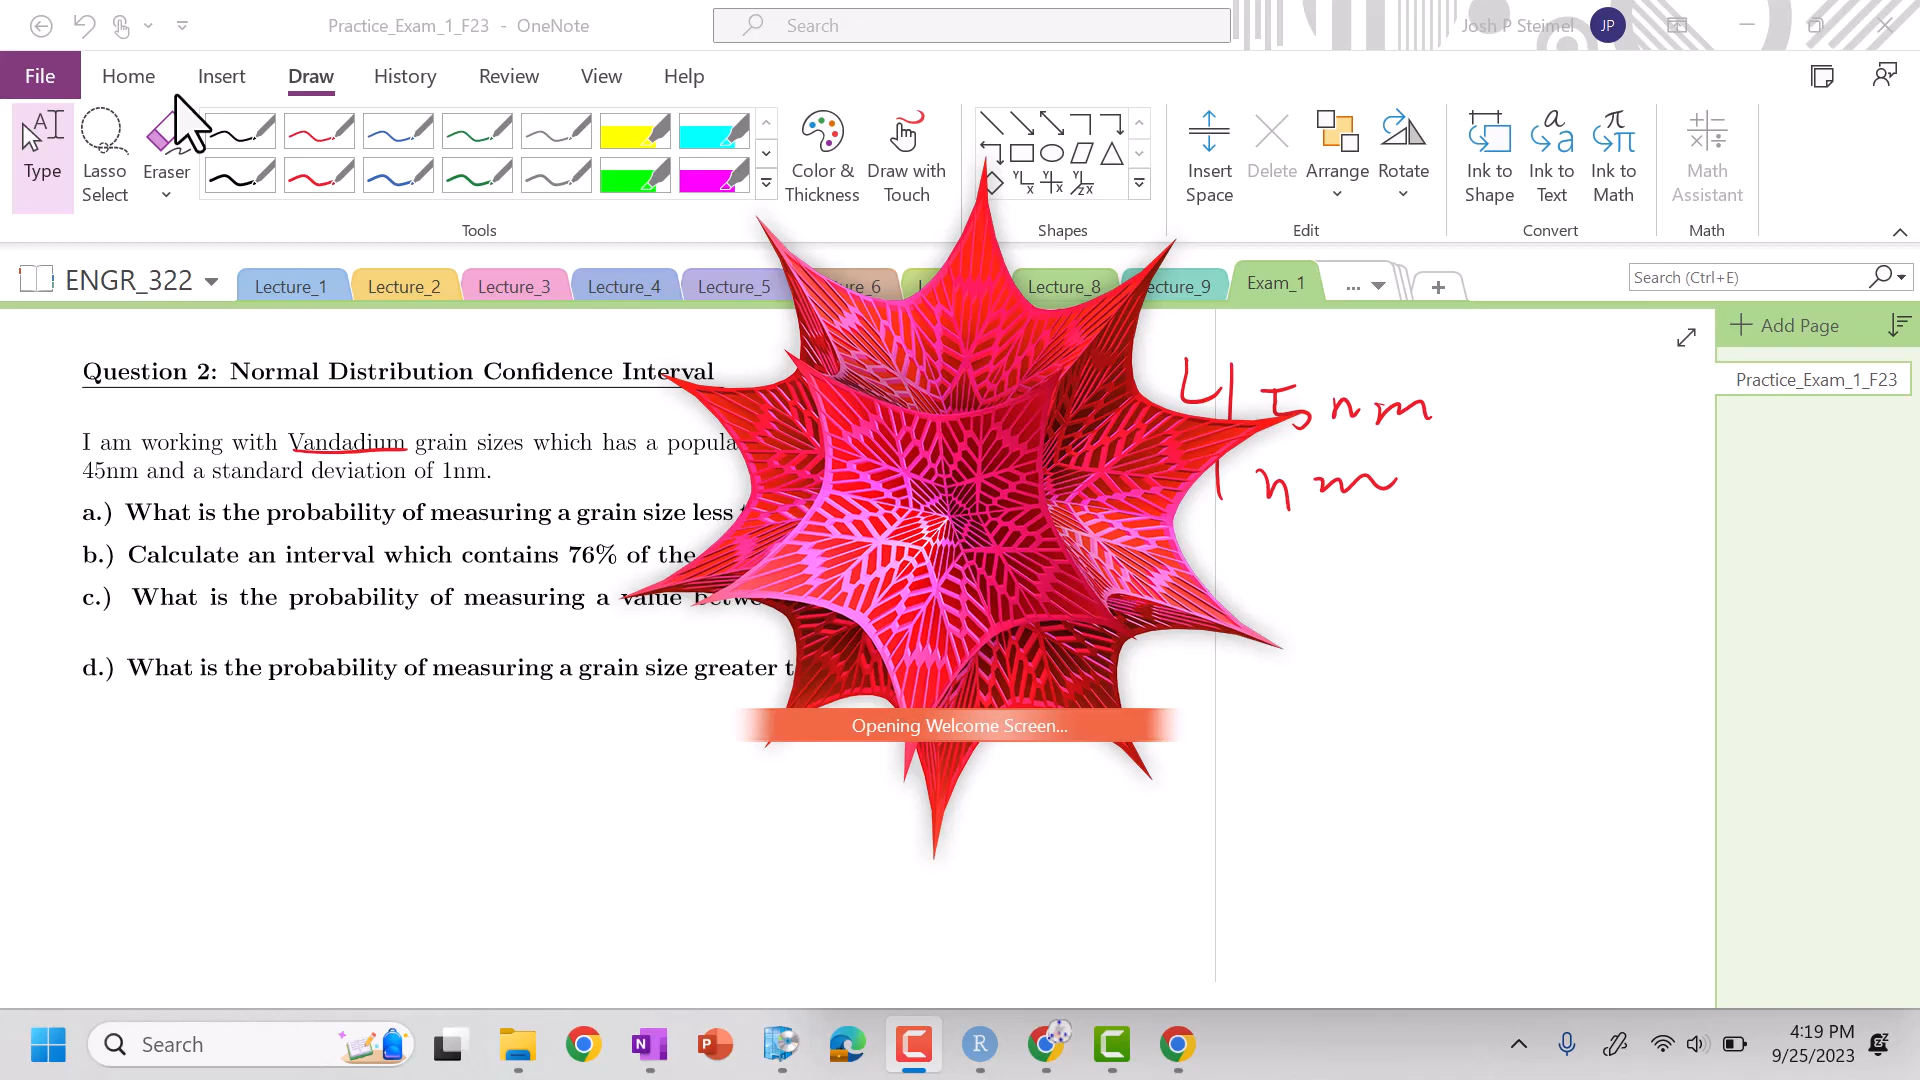 Practice_Exam_1_F23 - OneNote
Search
Josh P Steimel
JP
File Home Insert Draw History Review View Help
Type
Lasso Select
Eraser
Color & Thickness
Draw with Touch
Insert Space
Delete
Arrange
Rotate
Ink to Shape
Ink to Text
Ink to Math
Math Assistant
Tools
Shapes
Edit
Convert
Math
ENGR_322
Lecture_1
Lecture_2
Lecture_3
Lecture_4
Lecture_5
Lecture_8
Exam_1
...
Search (Ctrl+E)
Add Page
Practice_Exam_1_F23
Question 2: Normal Distribution Confidence Interval
45nm
I am working with Vandadium grain sizes which has a
1nm
45nm and a standard deviation of 1nm.
a.) What is the probability of measuring a grain size less
b.) Calculate an interval which contains 76% of the
c.) What is the probability of measuring a value
d.) What is the probability of measuring a grain size greater
Opening Welcome Screen...
Search
4:19 PM
9/25/2023